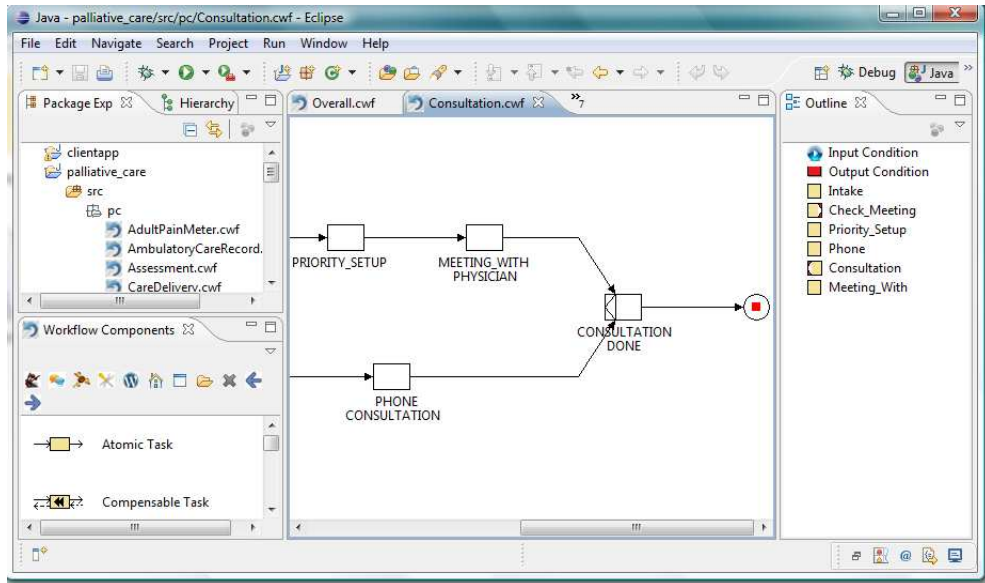 Java - palliative_care/src/pc/Consultation.cwf - Eclipse
File Edit Navigate Search Project Run Window Help
Debug Java »
Package Exp Hierarchy
clientapp
palliative_care
src
pc
AdultPainMeter.cwf
AmbulatoryCareRecord.
Assessment.cwf
CareDelivery.cwf
Workflow Components
Atomic Task
Compensable Task
Overall.cwf Consultation.cwf »7
PRIORITY_SETUP
MEETING_WITH
PHYSICIAN
CONSULTATION
DONE
PHONE
CONSULTATION
Outline
Input Condition
Output Condition
Intake
Check_Meeting
Priority_Setup
Phone
Consultation
Meeting_With